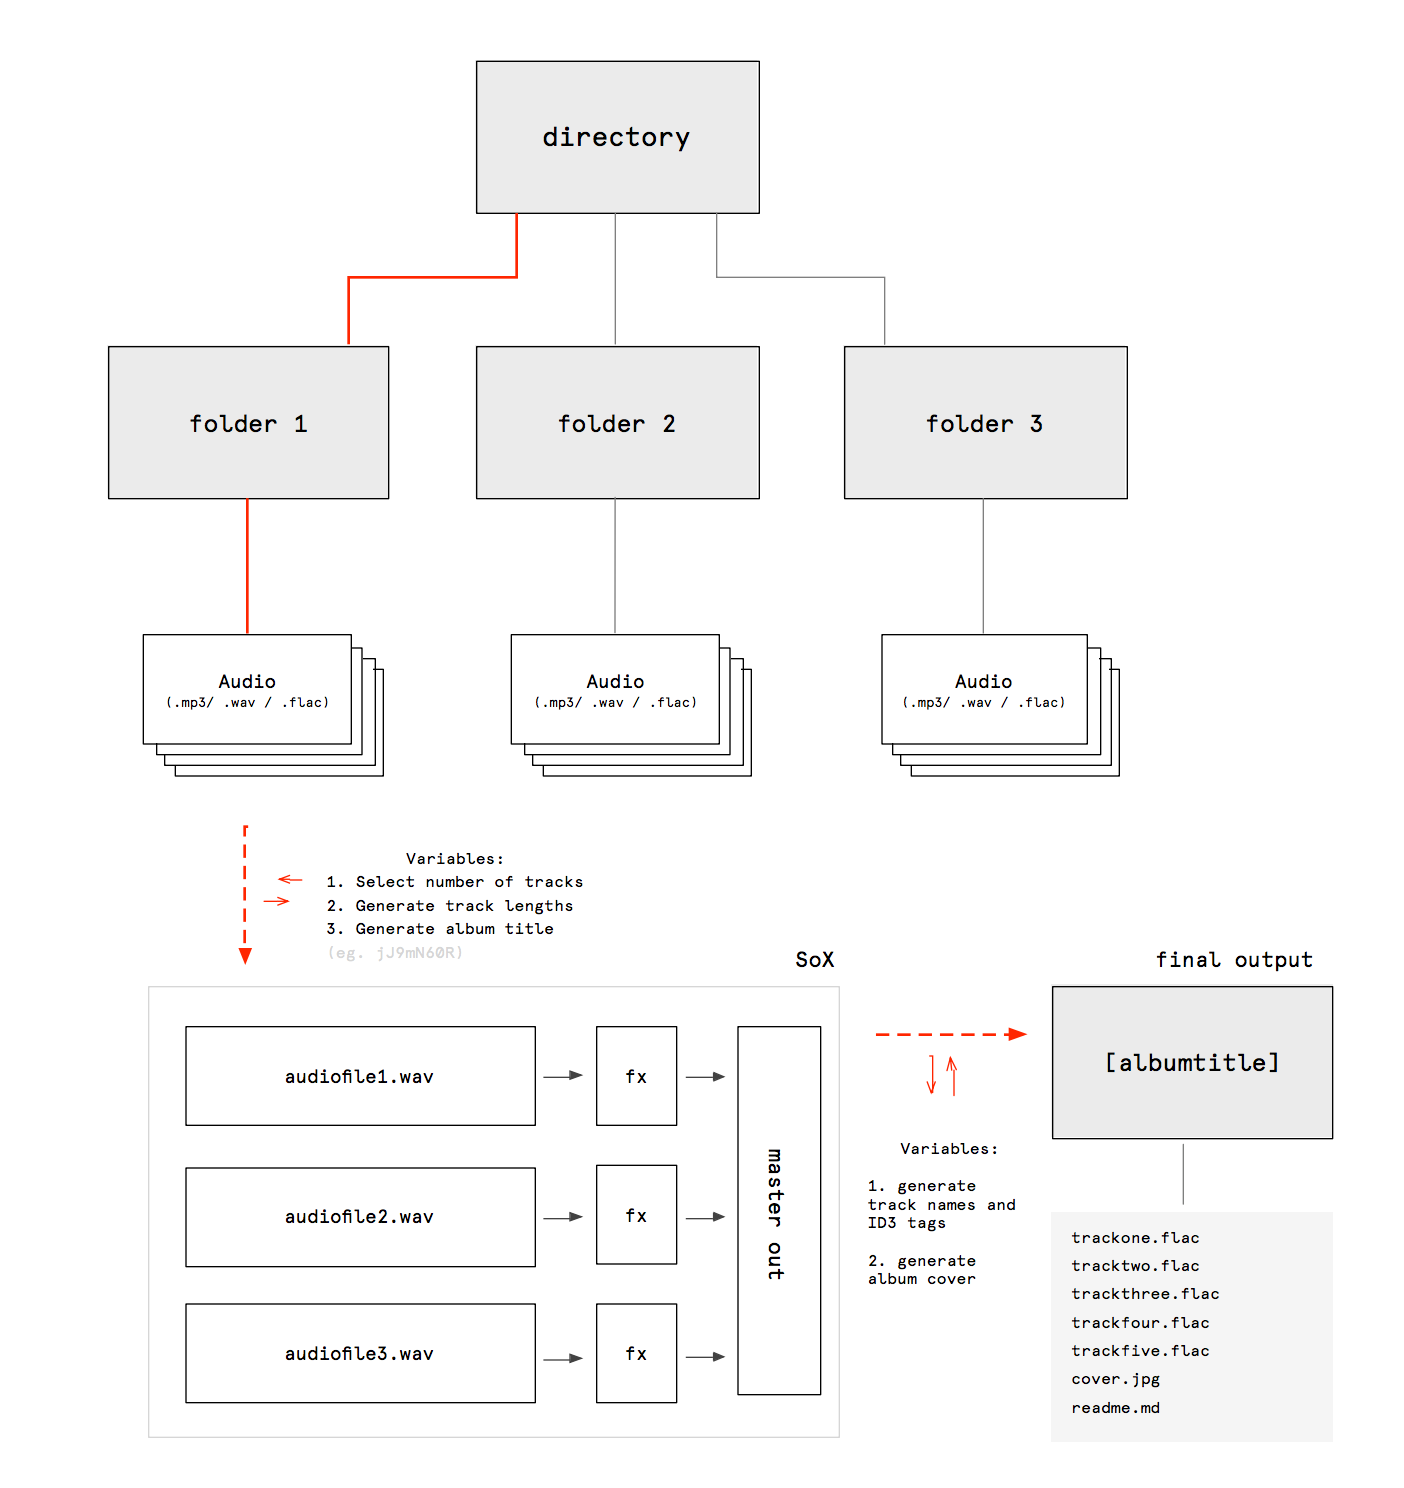 directory
folder 1
folder 2
folder 3
Audio
(.mp3/ .wav / .flac)
Audio
(.mp3/ .wav / .flac)
Audio
(.mp3/ .wav / .flac)
Variables:
1. Select number of tracks
2. Generate track lengths
3. Generate album title
(eg. jJ9mN60R)
SoX
audiofile1.wav
fx
audiofile2.wav
fx
audiofile3.wav
fx
master out
Variables:
1. generate
track names and
ID3 tags
2. generate
album cover
final output
[albumtitle]
trackone.flac
tracktwo.flac
trackthree.flac
trackfour.flac
trackfive.flac
cover.jpg
readme.md